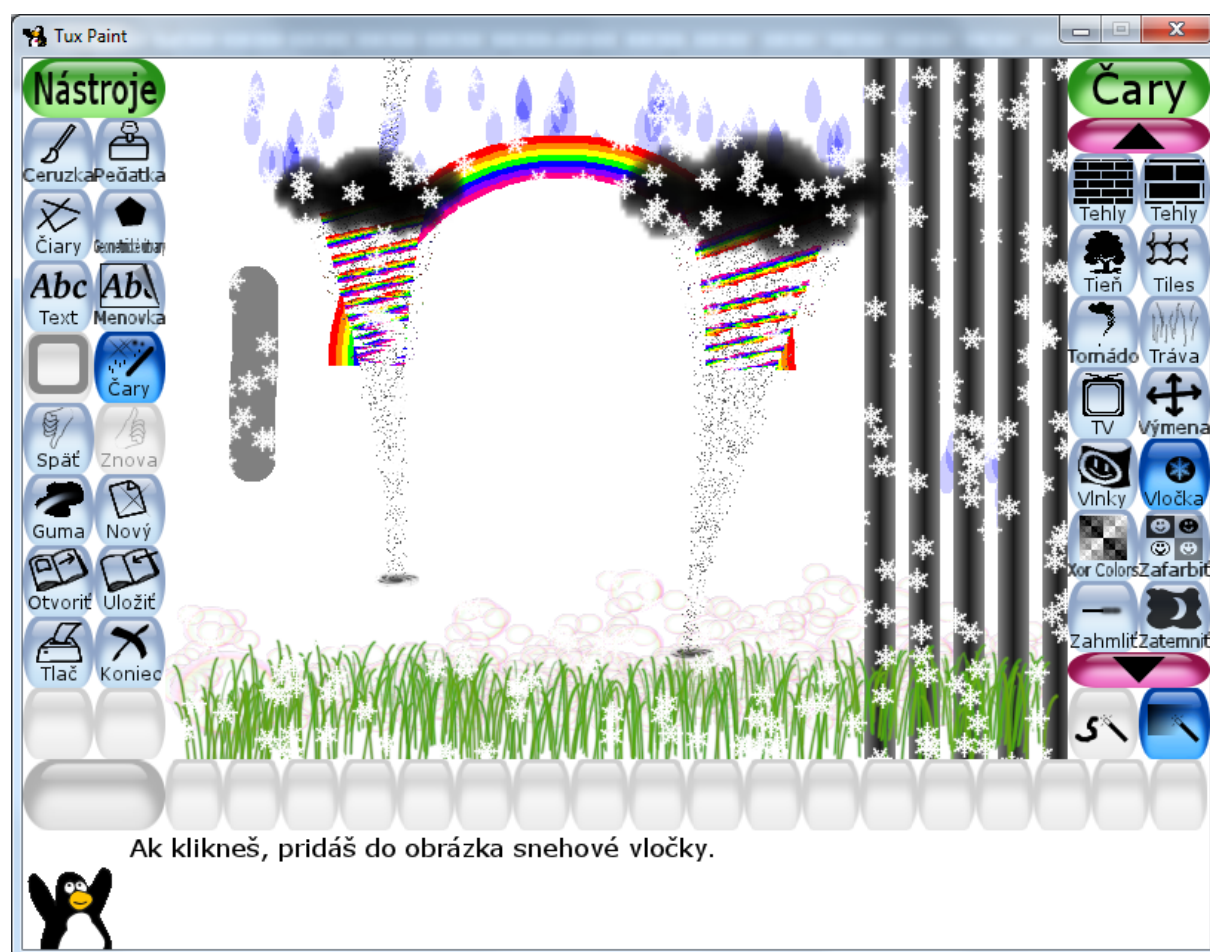 Tux Paint
Nástroje
Čary
Ceruzka Pečiatka
Čiary
Abc Abc
Text Menovka
Čary
Späť Znova
Guma Nový
Otvoriť Uložiť
Tlač Koniec
Tehly Tehly
Tieň Tiles
Tornádo Tráva
TV Výmena
Vlnky Vločka
Xor Colors Zafarbiť
Zahmliť Zatemniť
Ak klikneš, pridáš do obrázka snehové vločky.